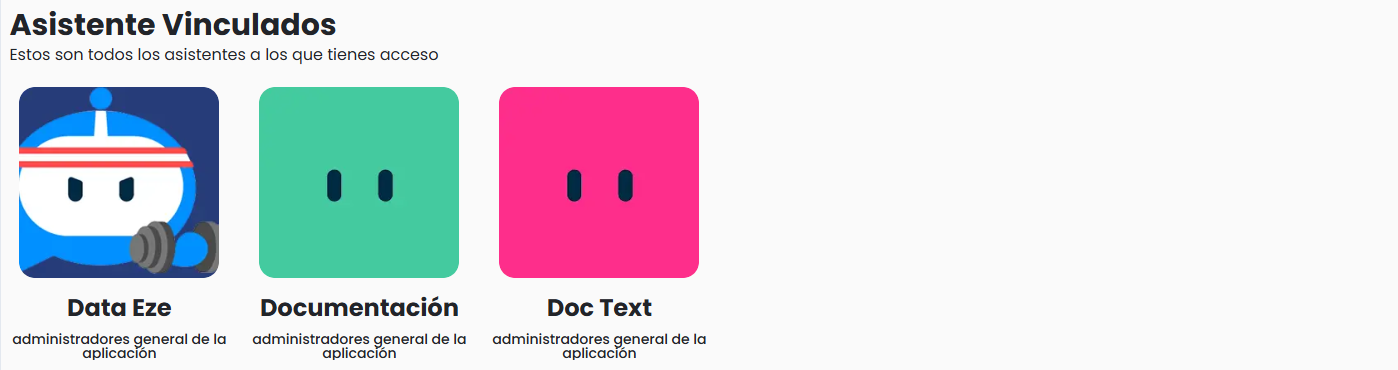 Asistente Vinculados
Estos son todos los asistentes a los que tienes acceso
Data Eze
administradores general de la
aplicación
Documentación
administradores general de la
aplicación
Doc Text
administradores general de la
aplicación